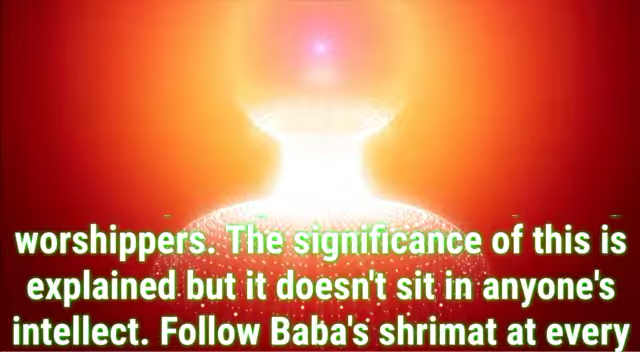 worshippers. The significance of this is
explained but it doesn't sit in anyone's
intellect. Follow Baba's shrimat at every